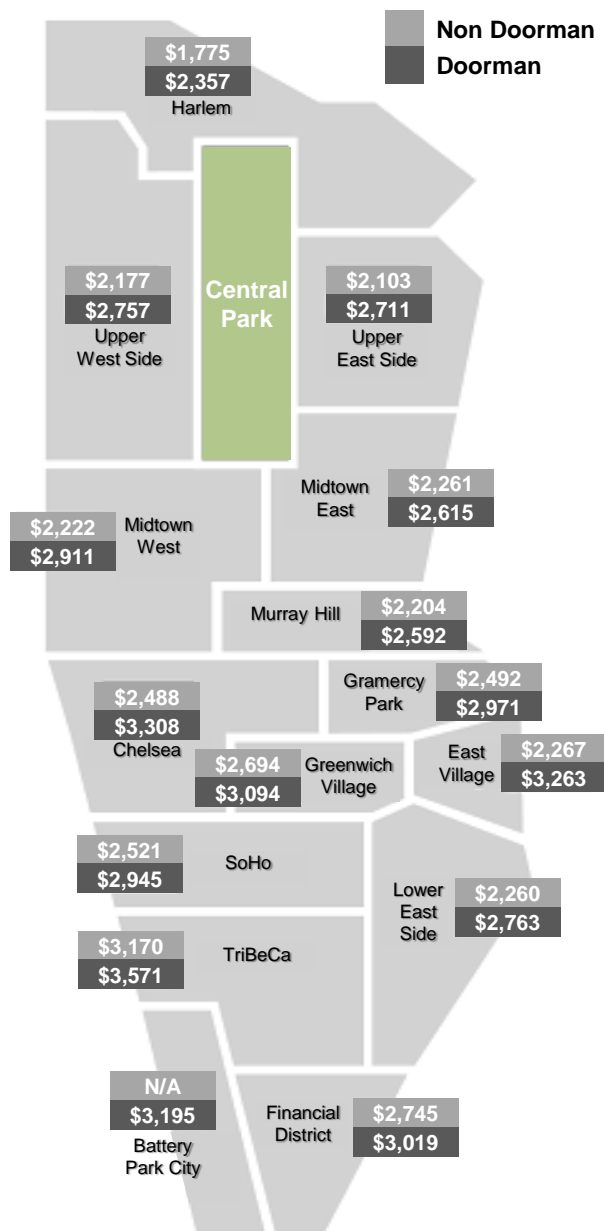 Non Doorman
Doorman
$1,775
$2,357
Harlem
$2,177
$2,757
Upper
West Side
Central
Park
$2,103
$2,711
Upper
East Side
Midtown
East
$2,261
$2,615
$2,222
$2,911
Midtown
West
Murray Hill
$2,204
$2,592
$2,488
$3,308
Chelsea
Gramercy
Park
$2,492
$2,971
$2,694
$3,094
Greenwich
Village
East
Village
$2,267
$3,263
$2,521
$2,945
SoHo
Lower
East
Side
$2,260
$2,763
$3,170
$3,571
TriBeCa
N/A
$3,195
Battery
Park City
Financial
District
$2,745
$3,019